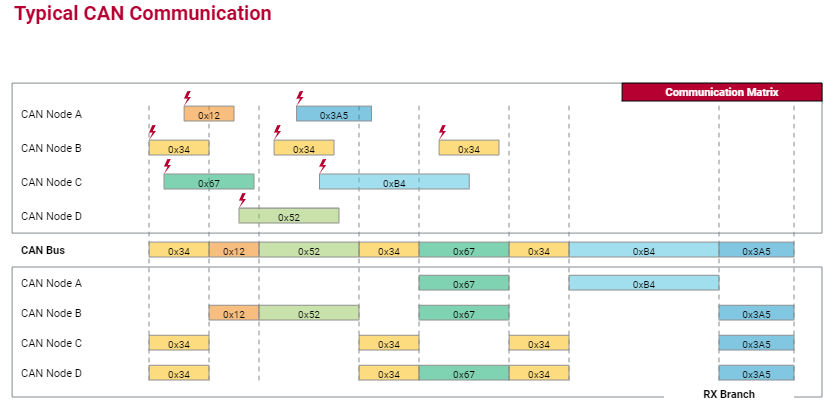 Typical CAN Communication
Communication Matrix
CAN Node A 0x12 0x3A5
CAN Node B 0x34 0x34 0x34
CAN Node C 0x67 0xB4
CAN Node D 0x52
CAN Bus 0x34 0x12 0x52 0x34 0x67 0x34 0xB4 0x3A5
CAN Node A 0x67 0xB4
CAN Node B 0x12 0x52 0x67 0x3A5
CAN Node C 0x34 0x34 0x34 0x3A5
CAN Node D 0x34 0x34 0x67 0x34 0x3A5
RX Branch